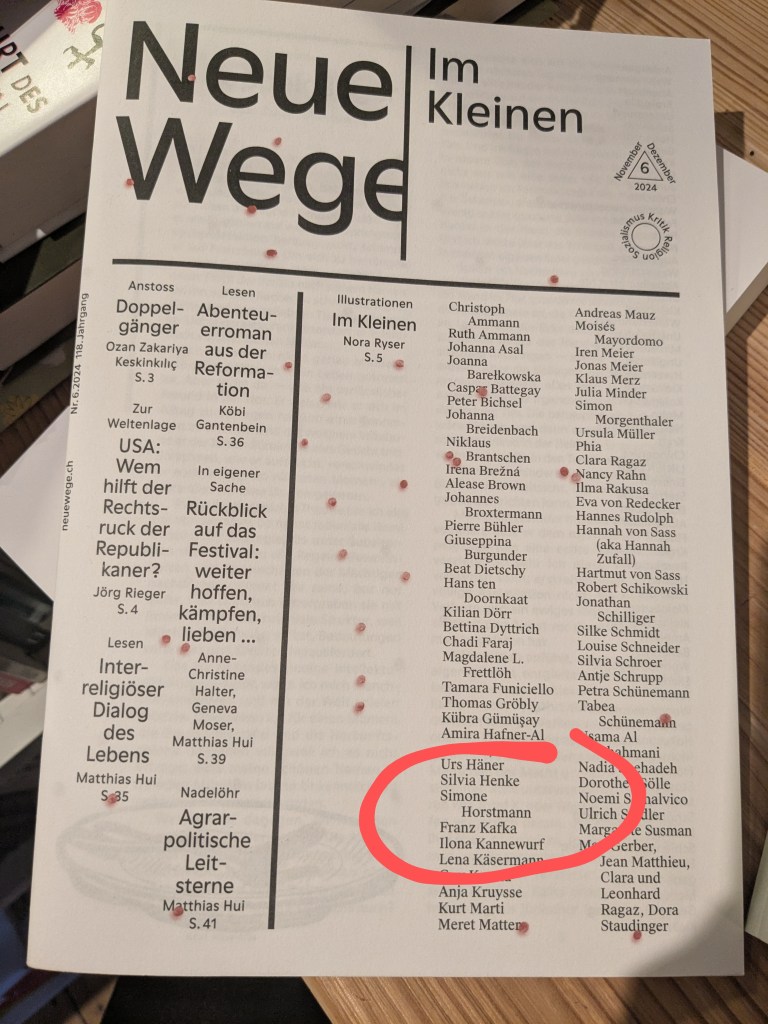 RT DES
Neue
Wege
Im
Kleinen
November
Dezember
6
2024
Sozialismus Kritik Religion
Nr. 6.2024 118. Jahrgang
neuewege.ch
Anstoss
Doppel-
gänger
Ozan Zakariya
Keskinkılıç
S. 3
Zur
Weltenlage
USA:
Wem
hilft der
Rechts-
ruck der
Republi-
kaner?
Jörg Rieger
S. 4
Lesen
Inter-
religiöser
Dialog
des
Lebens
Matthias Hui
S. 35
Lesen
Abenteu-
erroman
aus der
Reforma-
tion
Köbi
Gantenbein
S. 36
In eigener
Sache
Rückblick
auf das
Festival:
weiter
hoffen,
kämpfen,
lieben ...
Anne-
Christine
Halter,
Geneva
Moser,
Matthias Hui
S. 39
Nadelöhr
Agrar-
politische
Leit-
sterne
Matthias Hui
S. 41
Illustrationen
Im Kleinen
Nora Ryser
S. 5
Christoph
Ammann
Ruth Ammann
Johanna Asal
Joanna
Barełkowska
Caspar Battegay
Peter Bichsel
Johanna
Breidenbach
Niklaus
Brantschen
Irena Brežná
Alease Brown
Johannes
Broxtermann
Pierre Bühler
Giuseppina
Burgunder
Beat Dietschy
Hans ten
Doornkaat
Kilian Dörr
Bettina Dyttrich
Chadi Faraj
Magdalene L.
Frettlöh
Tamara Funiciello
Thomas Gröbly
Kübra Gümüşay
Amira Hafner-Al
Urs Häner
Silvia Henke
Simone
Horstmann
Franz Kafka
Ilona Kannewurf
Lena Käsermann
Anja Kruysse
Kurt Marti
Meret Matter
Andreas Mauz
Moisés
Mayordomo
Iren Meier
Jonas Meier
Klaus Merz
Julia Minder
Simon
Morgenthaler
Ursula Müller
Phia
Clara Ragaz
Nancy Rahn
Ilma Rakusa
Eva von Redecker
Hannes Rudolph
Hannah von Sass
(aka Hannah
Zufall)
Hartmut von Sass
Robert Schikowski
Jonathan
Schilliger
Silke Schmidt
Louise Schneider
Silvia Schroer
Antje Schrupp
Petra Schünemann
Tabea
Schünemann
Usama Al
Nadia
Dorothee Sölle
Noemi
Ulrich
Margarete Susman
Gerber,
Jean Matthieu,
Clara und
Leonhard
Ragaz, Dora
Staudinger